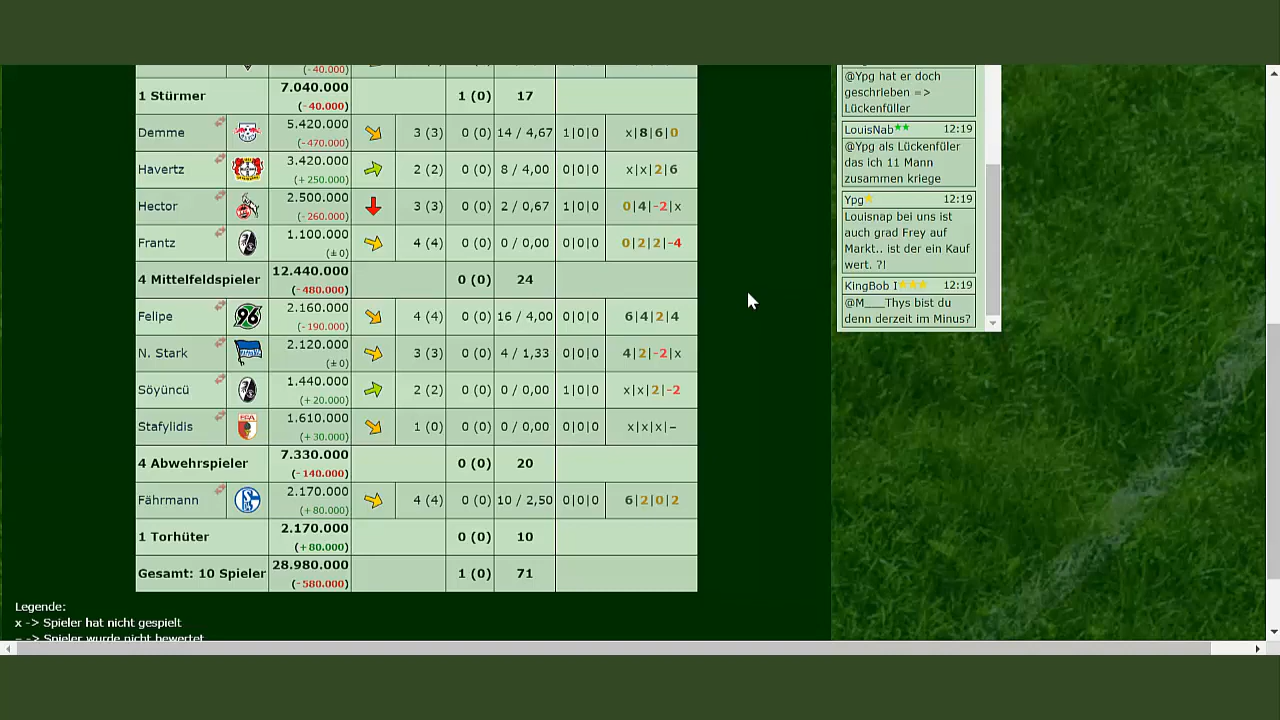 (-40.000)
1 Stürmer 7.040.000 (-40.000) 1 (0) 17
Demme 5.420.000 (-470.000) 3 (3) 0 (0) 14 / 4,67 1|0|0 x|8|6|0
Havertz 3.420.000 (+250.000) 2 (2) 0 (0) 8 / 4,00 0|0|0 x|x|2|6
Hector 2.500.000 (-260.000) 3 (3) 0 (0) 2 / 0,67 1|0|0 0|4|-2|x
Frantz 1.100.000 (±0) 4 (4) 0 (0) 0 / 0,00 0|0|0 0|2|2|-4
4 Mittelfeldspieler 12.440.000 (-480.000) 0 (0) 24
Felipe 96 2.160.000 (-190.000) 4 (4) 0 (0) 16 / 4,00 0|0|0 6|4|2|4
N. Stark 2.120.000 (±0) 3 (3) 0 (0) 4 / 1,33 0|0|0 4|2|-2|x
Söyüncü 1.440.000 (+20.000) 2 (2) 0 (0) 0 / 0,00 1|0|0 x|x|2|-2
Stafylidis FCA 1.610.000 (+30.000) 1 (0) 0 (0) 0 / 0,00 0|0|0 x|x|x|–
4 Abwehrspieler 7.330.000 (-140.000) 0 (0) 20
Fährmann 2.170.000 (+80.000) 4 (4) 0 (0) 10 / 2,50 0|0|0 6|2|0|2
1 Torhüter 2.170.000 (+80.000) 0 (0) 10
Gesamt: 10 Spieler 28.980.000 (-580.000) 1 (0) 71
Legende:
x -> Spieler hat nicht gespielt
– -> Spieler wurde nicht bewertet
@Ypg hat er doch
geschrieben =>
Lückenfüller
LouisNab 12:19
@Ypg als Lückenfüler
das ich 11 Mann
zusammen kriege
Ypg 12:19
Louisnap bei uns ist
auch grad Frey auf
Markt.. ist der ein Kauf
wert. ?!
KingBob I 12:19
@M___Thys bist du
denn derzeit im Minus?